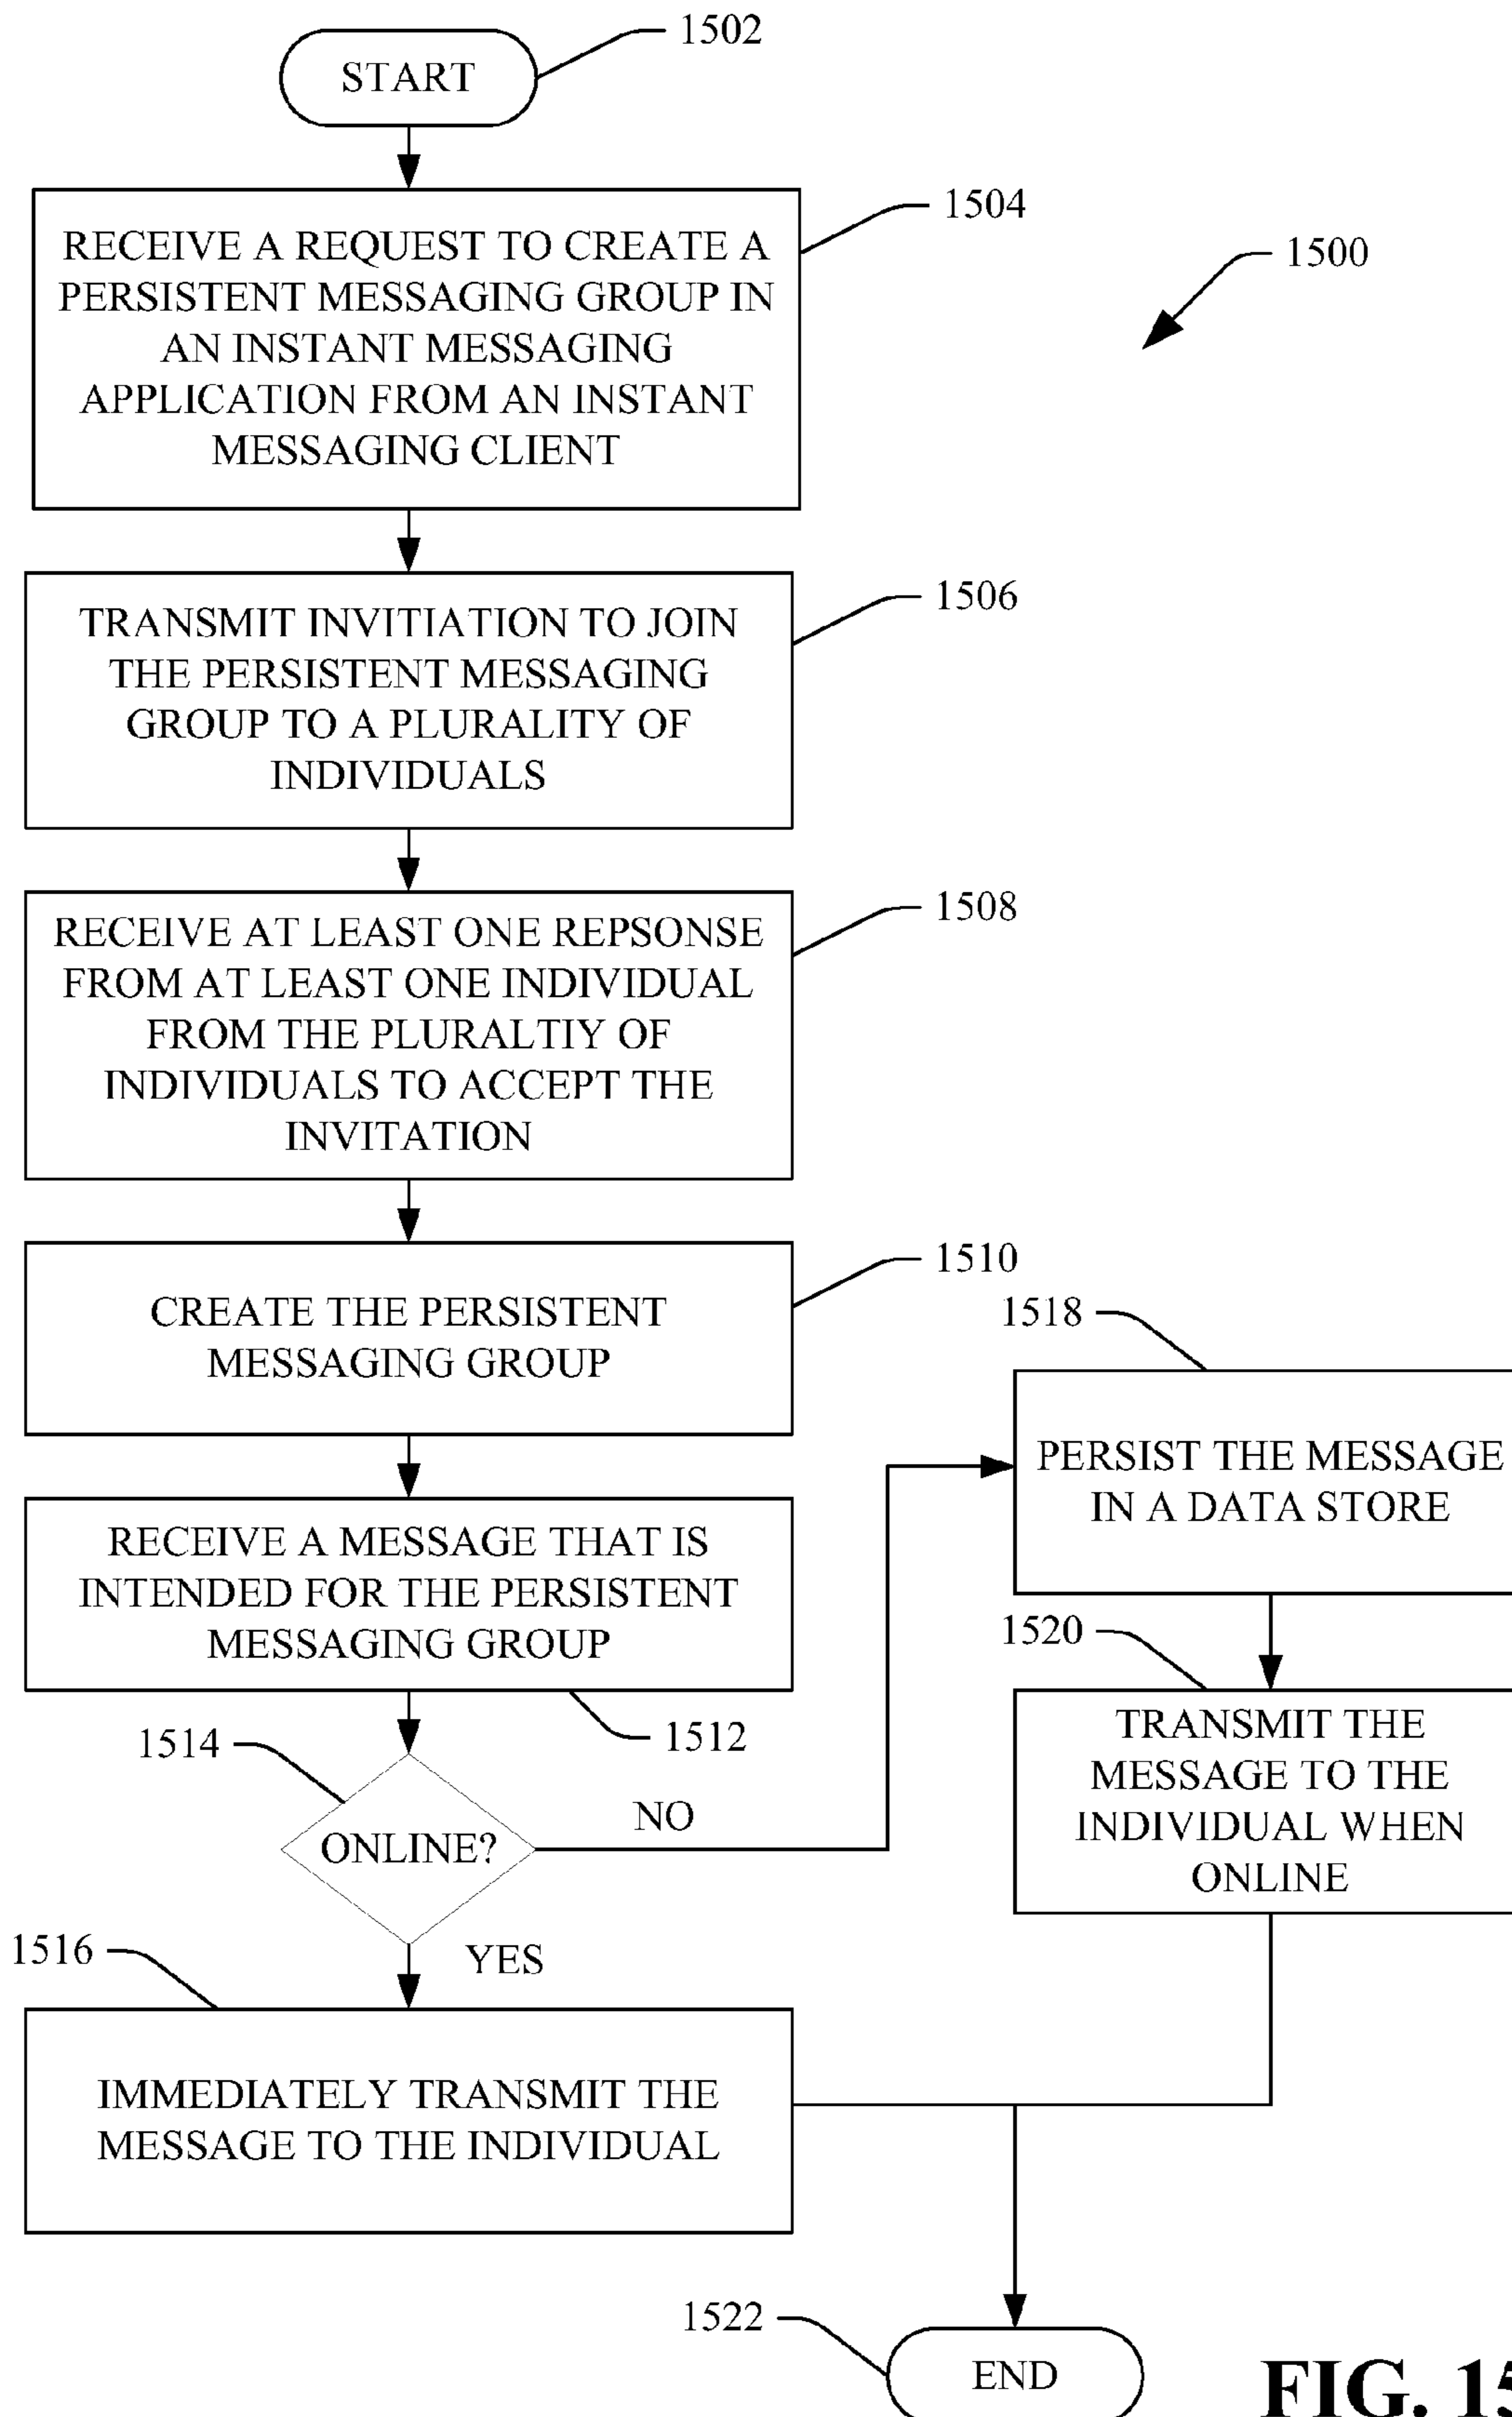 1502
START
1504
RECEIVE A REQUEST TO CREATE A
PERSISTENT MESSAGING GROUP IN
AN INSTANT MESSAGING
APPLICATION FROM AN INSTANT
MESSAGING CLIENT
1500
1506
TRANSMIT INVITIATION TO JOIN
THE PERSISTENT MESSAGING
GROUP TO A PLURALITY OF
INDIVIDUALS
1508
RECEIVE AT LEAST ONE REPSONSE
FROM AT LEAST ONE INDIVIDUAL
FROM THE PLURALTIY OF
INDIVIDUALS TO ACCEPT THE
INVITATION
1510
CREATE THE PERSISTENT
MESSAGING GROUP
RECEIVE A MESSAGE THAT IS
INTENDED FOR THE PERSISTENT
MESSAGING GROUP
1512
1514
ONLINE?
NO
YES
1518
PERSIST THE MESSAGE
IN A DATA STORE
1520
TRANSMIT THE
MESSAGE TO THE
INDIVIDUAL WHEN
ONLINE
1516
IMMEDIATELY TRANSMIT THE
MESSAGE TO THE INDIVIDUAL
1522
END
FIG. 15